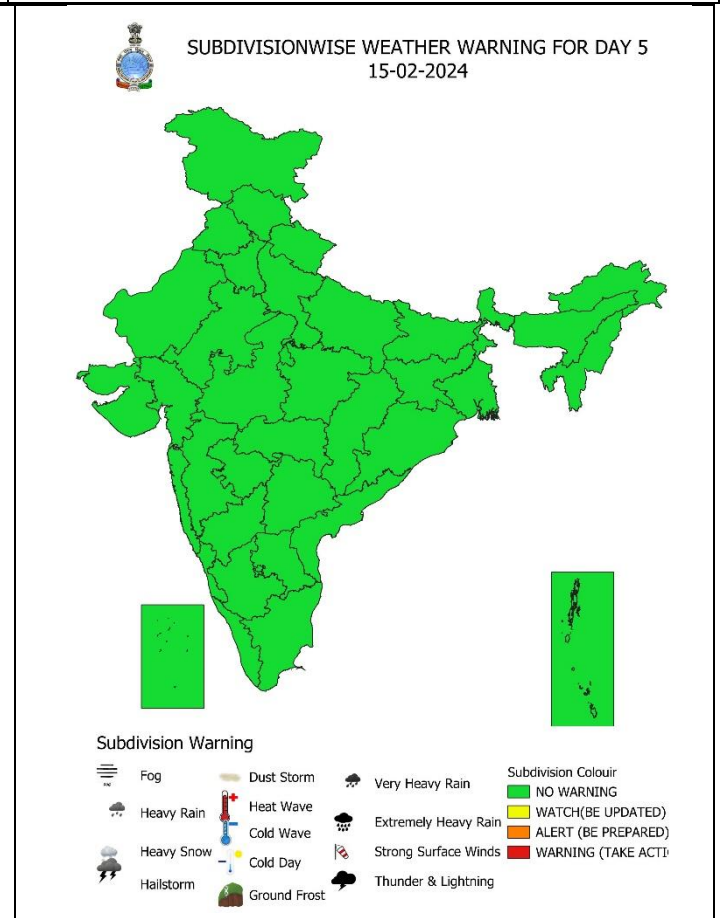 SUBDIVISIONWISE WEATHER WARNING FOR DAY 5
15-02-2024
Subdivision Warning
Fog
Heavy Rain
Heavy Snow
Hailstorm
Dust Storm
Heat Wave
Cold Wave
Cold Day
Ground Frost
Very Heavy Rain
Extremely Heavy Rain
Strong Surface Winds
Thunder & Lightning
Subdivision Colouir
NO WARNING
WATCH(BE UPDATED)
ALERT (BE PREPARED)
WARNING (TAKE ACTI